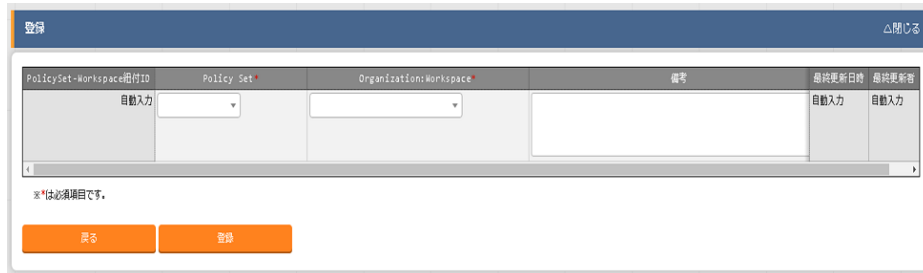 登録
△閉じる
PolicySet-Workspace紐付ID Policy Set* Organization:Workspace* 備考 最終更新日時 最終更新者
自動入力 自動入力 自動入力
※*は必須項目です。
戻る 登録